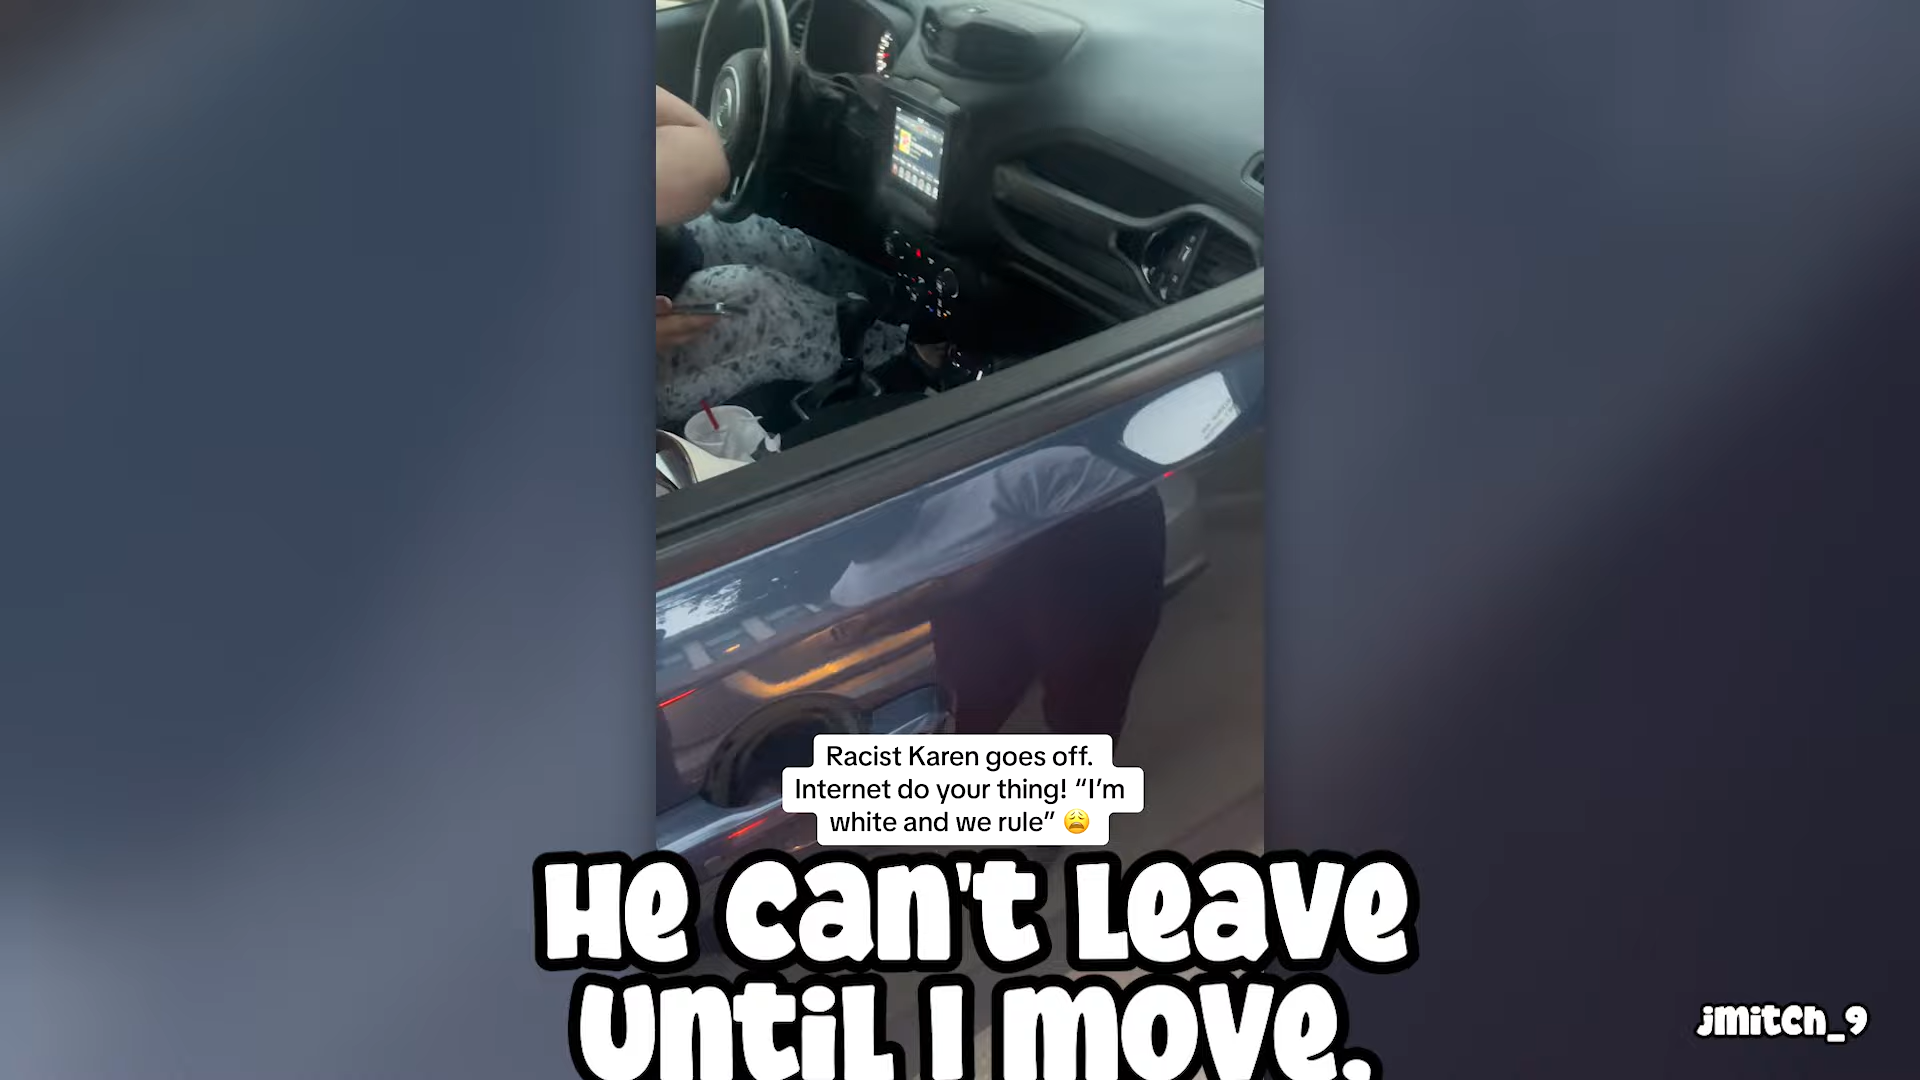 Racist Karen goes off.
Internet do your thing! “I’m
white and we rule” 😩
He can't Leave
until I move.
jmitch_9